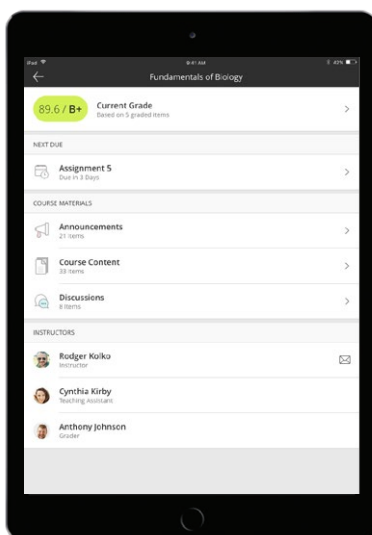 iPad
9:41 AM
42%
Fundamentals of Biology
89.6 / B+
Current Grade
Based on 5 graded items
NEXT DUE
Assignment 5
Due in 3 Days
COURSE MATERIALS
Announcements
21 items
Course Content
33 items
Discussions
8 items
INSTRUCTORS
Rodger Kolko
Instructor
Cynthia Kirby
Teaching Assistant
Anthony Johnson
Grader